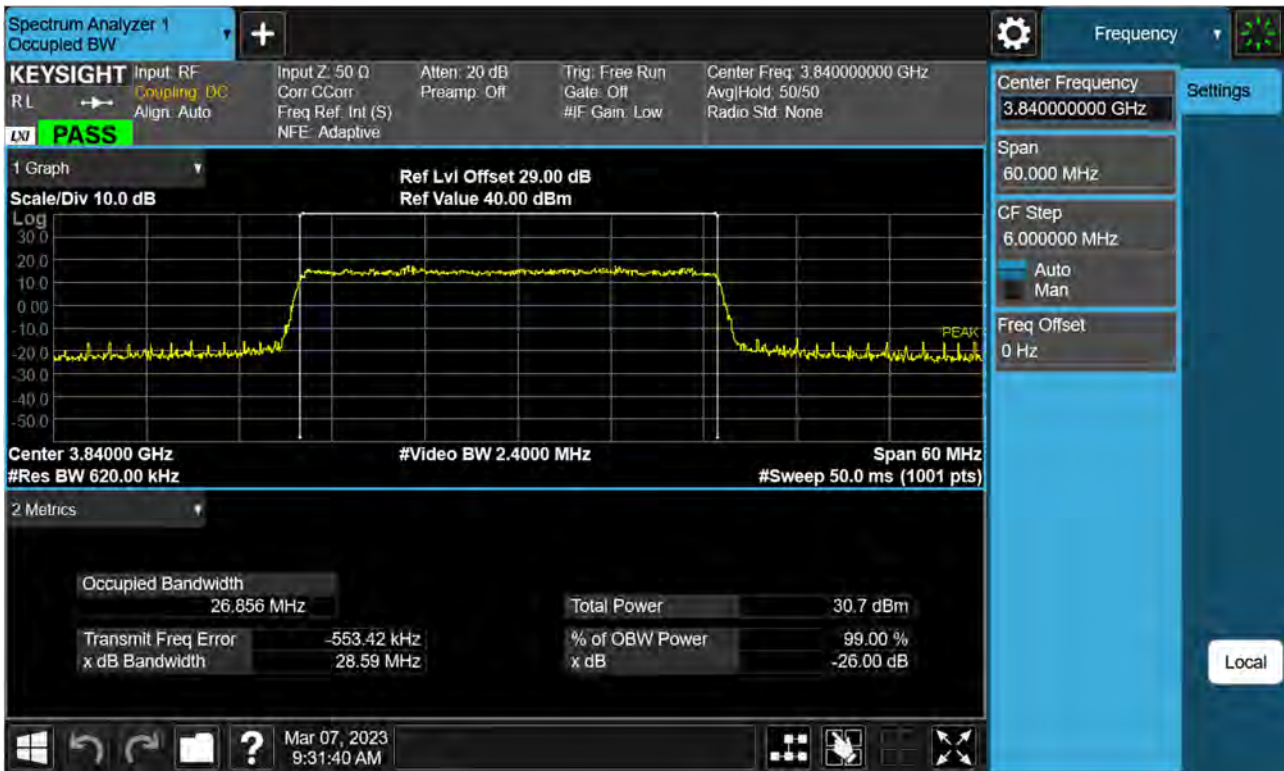 Spectrum Analyzer 1
Occupied BW
+
Frequency
KEYSIGHT
R L
LXI PASS
Input: RF
Coupling: DC
Align: Auto
Input Z: 50 Ω
Corr CCorr
Freq Ref: Int (S)
NFE: Adaptive
Atten: 20 dB
Preamp: Off
Trig: Free Run
Gate: Off
#IF Gain: Low
Center Freq: 3.840000000 GHz
Avg|Hold: 50/50
Radio Std: None
Center Frequency
3.840000000 GHz
Settings
Span
60.000 MHz
CF Step
6.000000 MHz
Auto
Man
Freq Offset
0 Hz
Local
1 Graph
Scale/Div 10.0 dB
Ref Lvl Offset 29.00 dB
Ref Value 40.00 dBm
Log
30.0
20.0
10.0
0.00
-10.0
-20.0
-30.0
-40.0
-50.0
PEAK
Center 3.84000 GHz
#Video BW 2.4000 MHz
Span 60 MHz
#Res BW 620.00 kHz
#Sweep 50.0 ms (1001 pts)
2 Metrics
Occupied Bandwidth
26.856 MHz
Total Power 30.7 dBm
Transmit Freq Error -553.42 kHz
% of OBW Power 99.00 %
x dB Bandwidth 28.59 MHz
x dB -26.00 dB
?
Mar 07, 2023
9:31:40 AM